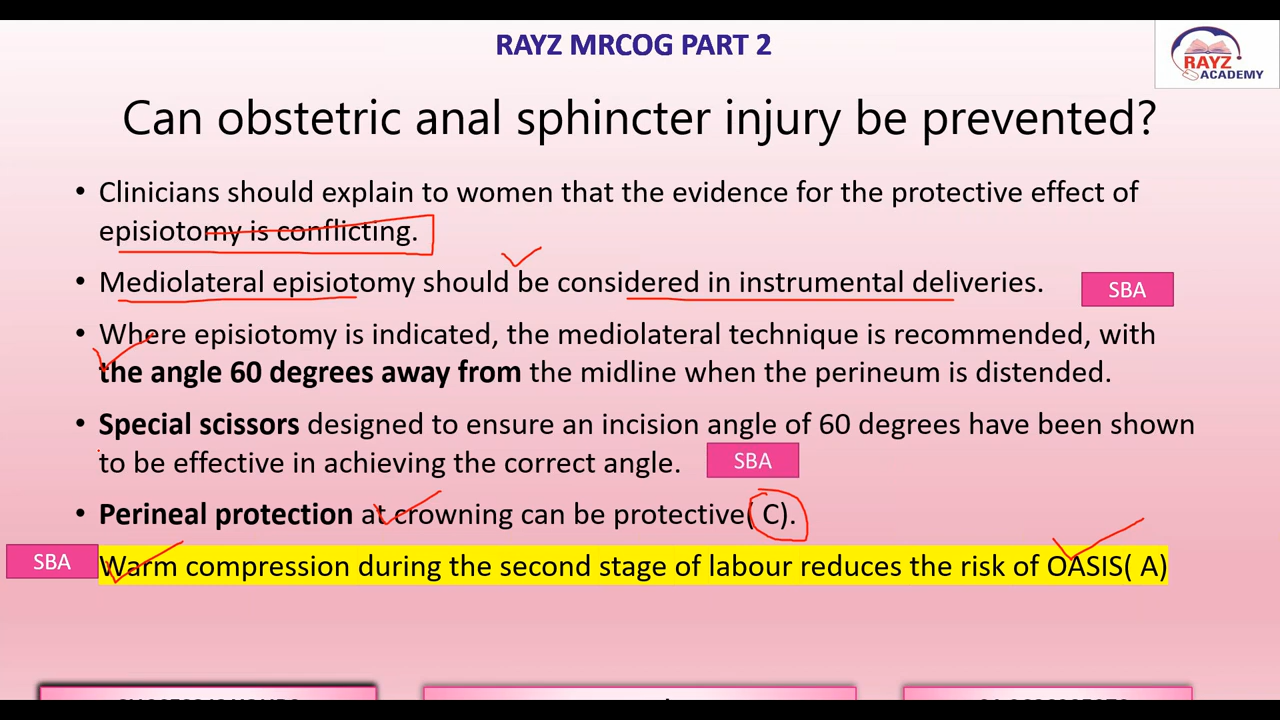 RAYZ MRCOG PART 2
RAYZ
ACADEMY
Can obstetric anal sphincter injury be prevented?
• Clinicians should explain to women that the evidence for the protective effect of
episiotomy is conflicting.
• Mediolateral episiotomy should be considered in instrumental deliveries.
SBA
• Where episiotomy is indicated, the mediolateral technique is recommended, with
the angle 60 degrees away from the midline when the perineum is distended.
• Special scissors designed to ensure an incision angle of 60 degrees have been shown
to be effective in achieving the correct angle.
SBA
• Perineal protection at crowning can be protective( C).
SBA
Warm compression during the second stage of labour reduces the risk of OASIS( A)